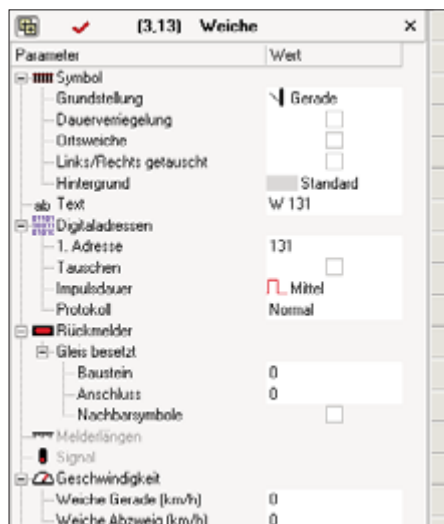 (3,13) Weiche
Parameter Wert
Symbol
Grundstellung Gerade
Dauerverriegelung
Ortsweiche
Links/Rechts getauscht
Hintergrund Standard
ab Text W 131
Digitaladressen
1. Adresse 131
Tauschen
Impulsdauer Mittel
Protokoll Normal
Rückmelder
Gleis besetzt
Baustein 0
Anschluss 0
Nachbarsymbole
Melderlängen
Signal
Geschwindigkeit
Weiche Gerade (km/h) 0
Weiche Abzweig (km/h) 0